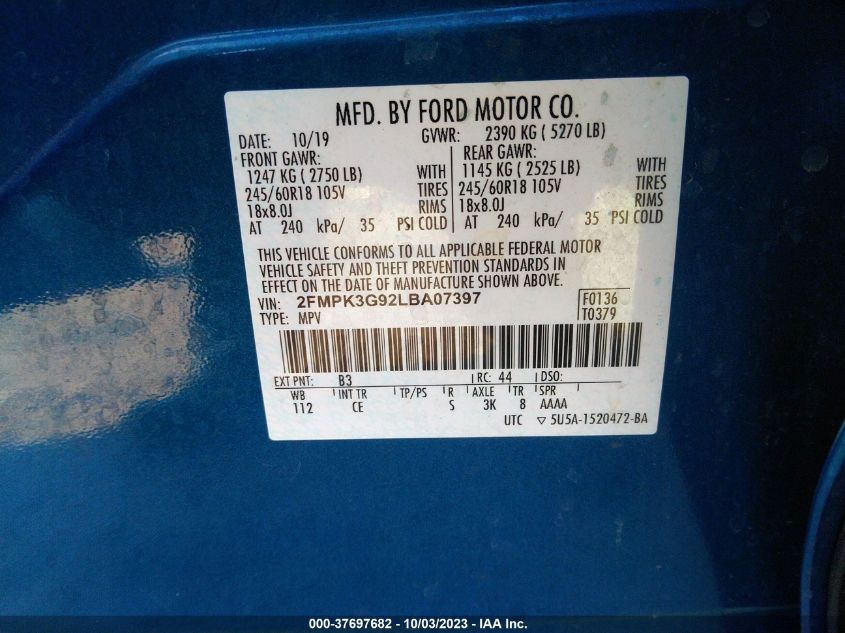 MFD. BY FORD MOTOR CO.
DATE: 10/19 GVWR: 2390 KG ( 5270 LB)
FRONT GAWR: REAR GAWR:
1247 KG ( 2750 LB) WITH 1145 KG ( 2525 LB) WITH
245/60R18 105V TIRES 245/60R18 105V TIRES
18x8.0J RIMS 18x8.0J RIMS
AT 240 kPa/ 35 PSI COLD AT 240 kPa/ 35 PSI COLD
THIS VEHICLE CONFORMS TO ALL APPLICABLE FEDERAL MOTOR
VEHICLE SAFETY AND THEFT PREVENTION STANDARDS IN
EFFECT ON THE DATE OF MANUFACTURE SHOWN ABOVE.
VIN: 2FMPK3G92LBA07397 F0136
TYPE: MPV T0379
EXT PNT: B3 RC: 44 DSO:
WB INT TR TP/PS R AXLE TR SPR
112 CE S 3K 8 AAAA
UTC ▽ 5U5A-1520472-BA
000-37697682 - 10/03/2023 - IAA Inc.